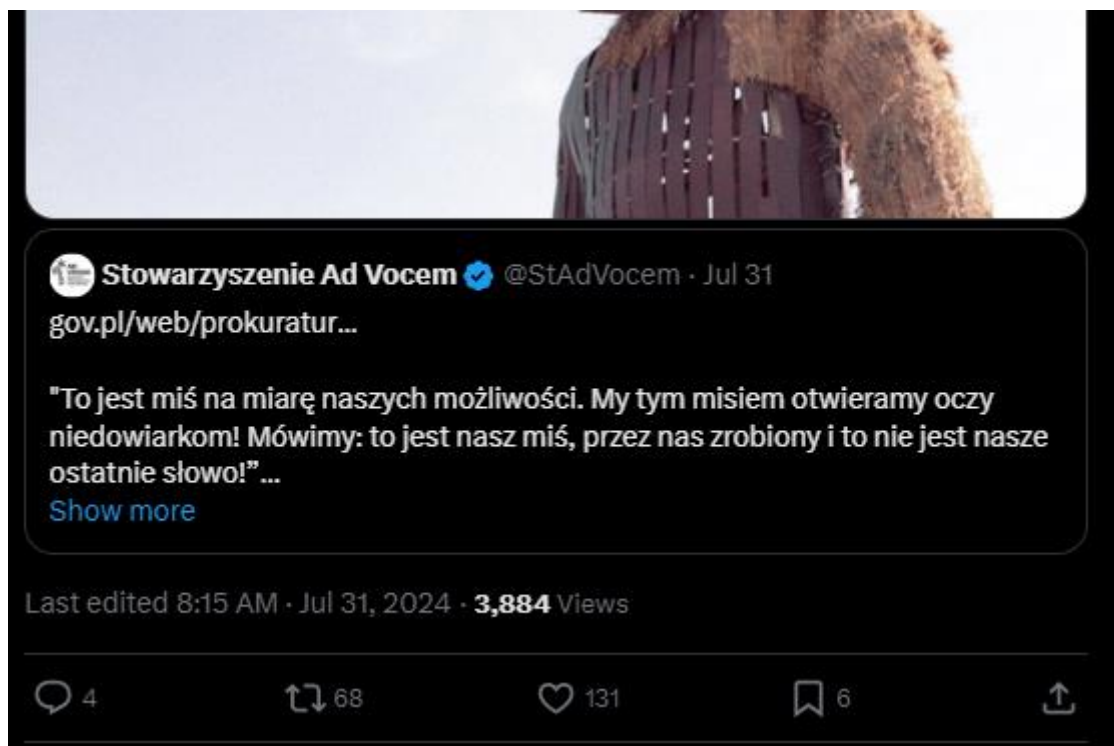 Stowarzyszenie Ad Vocem @StAdVocem · Jul 31
gov.pl/web/prokuratur...
"To jest miś na miarę naszych możliwości. My tym misiem otwieramy oczy
niedowiarkom! Mówimy: to jest nasz miś, przez nas zrobiony i to nie jest nasze
ostatnie słowo!”...
Show more
Last edited 8:15 AM · Jul 31, 2024 · 3,884 Views
4 68 131 6